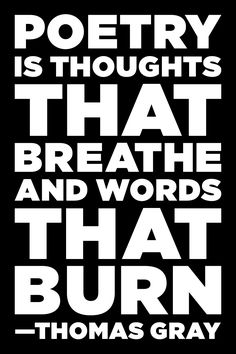 POETRY
IS THOUGHTS
THAT
BREATHE
AND WORDS
THAT
BURN
—THOMAS GRAY